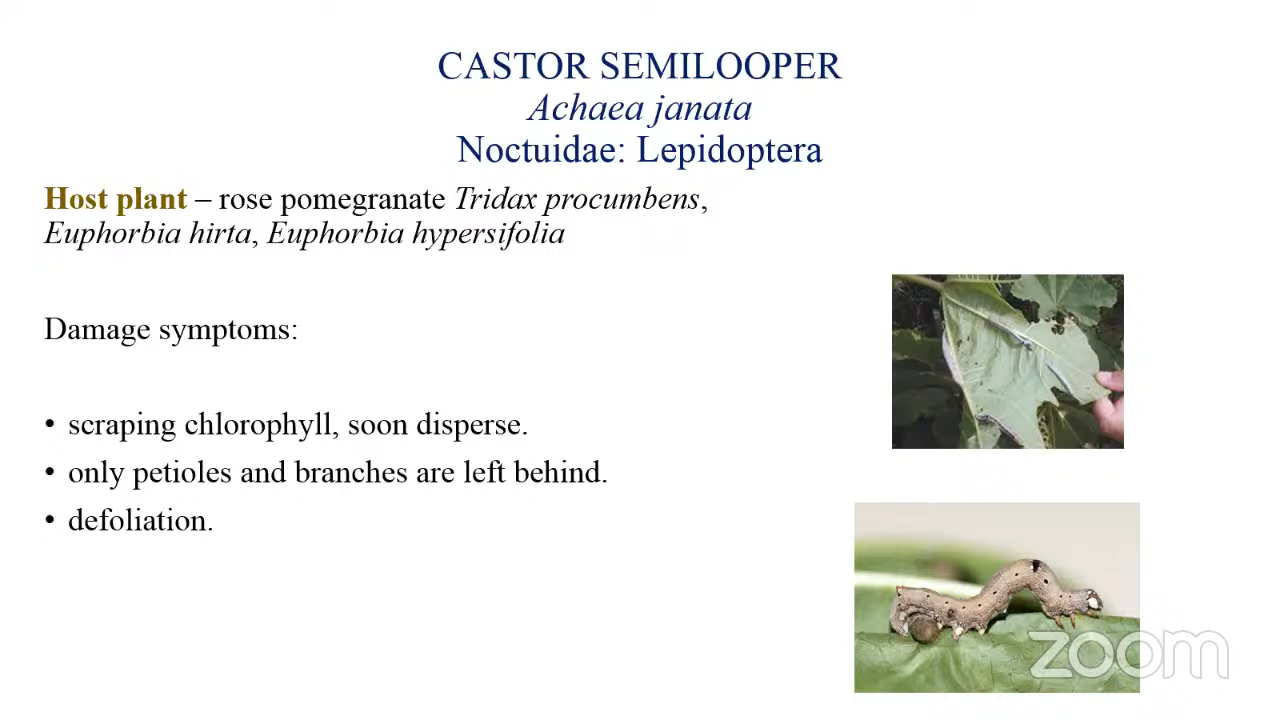 CASTOR SEMILOOPER
Achaea janata
Noctuidae: Lepidoptera
Host plant – rose pomegranate Tridax procumbens,
Euphorbia hirta, Euphorbia hypersifolia
Damage symptoms:
• scraping chlorophyll, soon disperse.
• only petioles and branches are left behind.
• defoliation.
zoom